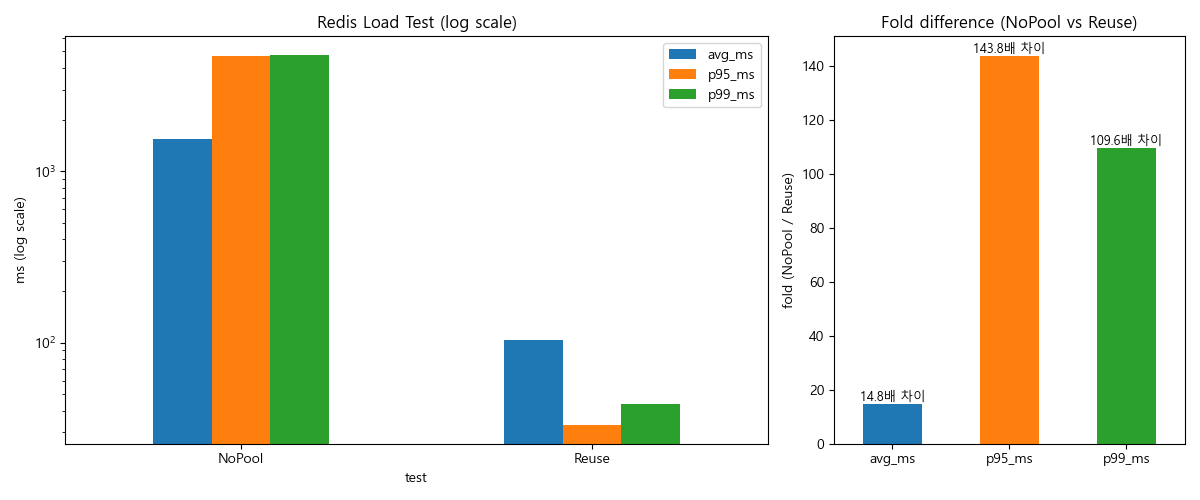 Redis Load Test (log scale)
ms (log scale)
10³
10²
avg_ms
p95_ms
p99_ms
NoPool
Reuse
test
Fold difference (NoPool vs Reuse)
fold (NoPool / Reuse)
140
120
100
80
60
40
20
0
143.8배 차이
109.6배 차이
14.8배 차이
avg_ms
p95_ms
p99_ms